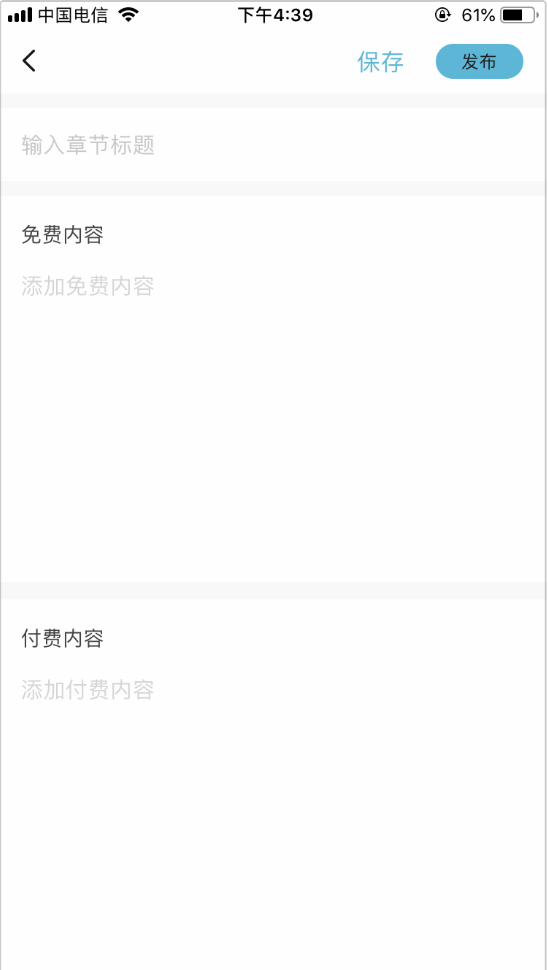 中国电信 下午4:39 61%
保存 发布
输入章节标题
免费内容
添加免费内容
付费内容
添加付费内容